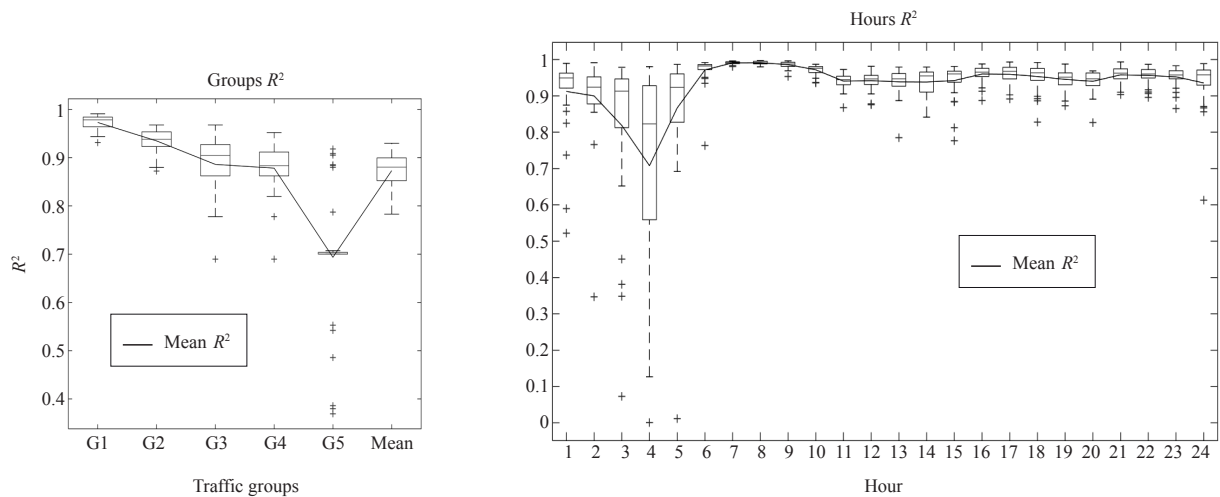 Groups R²
1
0.9
0.8
0.7
0.6
0.5
0.4
R²
Mean R²
G1 G2 G3 G4 G5 Mean
Traffic groups
Hours R²
1
0.9
0.8
0.7
0.6
0.5
0.4
0.3
0.2
0.1
0
Mean R²
1 2 3 4 5 6 7 8 9 10 11 12 13 14 15 16 17 18 19 20 21 22 23 24
Hour